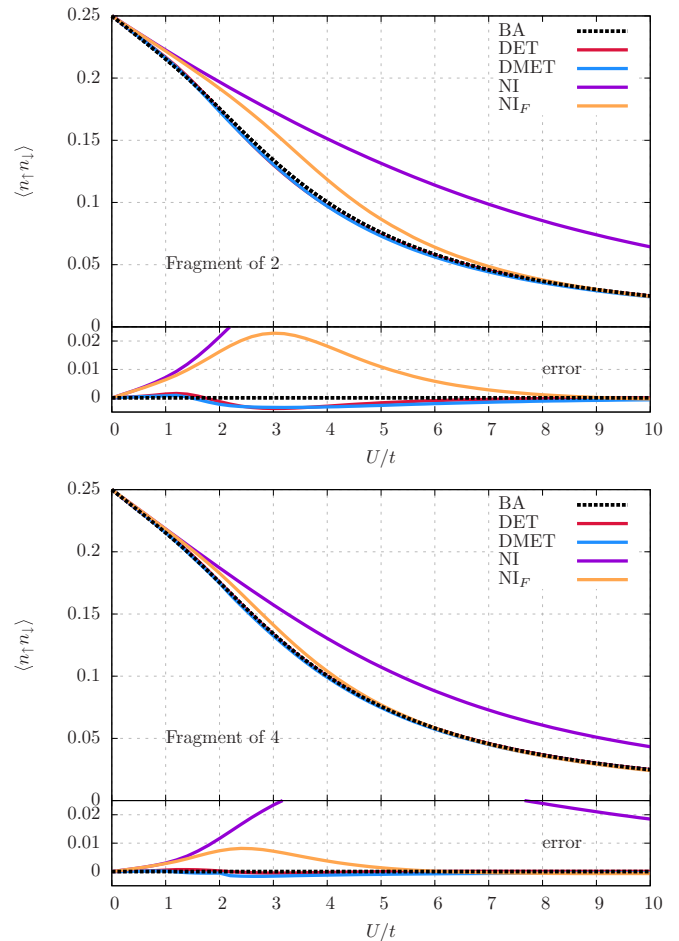 0.25
0.2
0.15
0.1
0.05
0
⟨n↑n↓⟩
BA
DET
DMET
NI
NI_F
Fragment of 2
0.02
0.01
0
error
0 1 2 3 4 5 6 7 8 9 10
U/t
0.25
0.2
0.15
0.1
0.05
0
⟨n↑n↓⟩
BA
DET
DMET
NI
NI_F
Fragment of 4
0.02
0.01
0
error
0 1 2 3 4 5 6 7 8 9 10
U/t